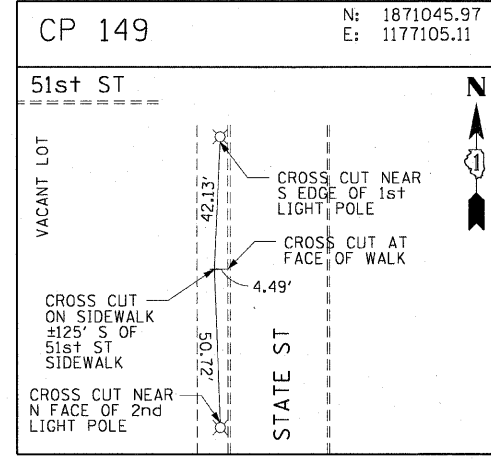 CP 149
N: 1871045.97
E: 1177105.11
51st ST
N
1
VACANT LOT
42.13'
CROSS CUT NEAR
S EDGE OF 1st
LIGHT POLE
CROSS CUT AT
FACE OF WALK
4.49'
CROSS CUT
ON SIDEWALK
±125' S OF
51st ST
SIDEWALK
50.72'
STATE ST
CROSS CUT NEAR
N FACE OF 2nd
LIGHT POLE